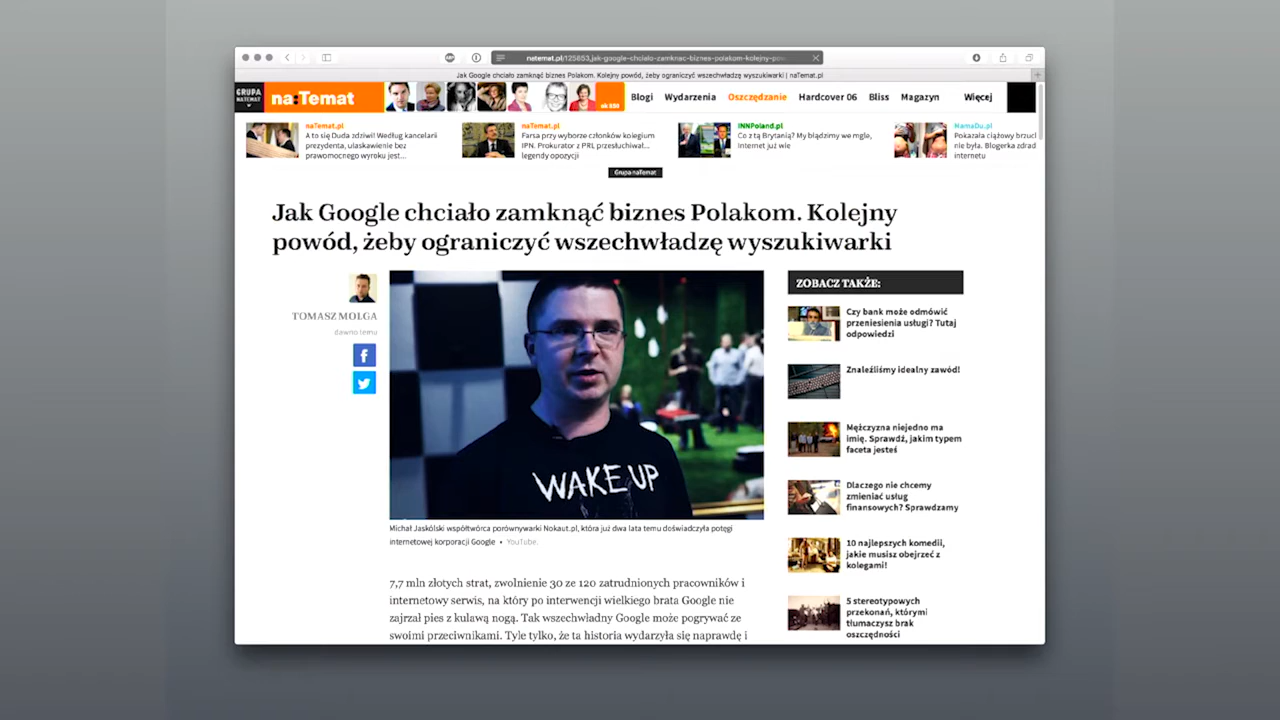 natemat.pl/125853,jak-google-chcialo-zamknac-biznes-polakom-kolejny-po
Jak Google chciało zamknąć biznes Polakom. Kolejny powód, żeby ograniczyć wszechwładzę wyszukiwarki | naTemat.pl
GRUPA
NATEMAT
na:Temat
Blogi
Wydarzenia
Oszczędzanie
Hardcover 06
Bliss
Magazyn
Więcej
naTemat.pl
A to się Duda zdziwi! Według kancelarii
prezydenta, ułaskawienie bez
prawomocnego wyroku jest...
naTemat.pl
Farsa przy wyborze członków kolegium
IPN. Prokurator z PRL przesłuchiwał...
legendy opozycji
INNPoland.pl
Co z tą Brytanią? My błądzimy we mgle,
Internet już wie
MamaDu.pl
Pokazała ciążowy brzuch
nie była. Blogerka zdrad
internetu
Grupa naTemat
Jak Google chciało zamknąć biznes Polakom. Kolejny
powód, żeby ograniczyć wszechwładzę wyszukiwarki
TOMASZ MOLGA
dawno temu
WAKE UP
Michał Jaskólski współtwórca porównywarki Nokaut.pl, która już dwa lata temu doświadczyła potęgi
internetowej korporacji Google • YouTube.
7,7 mln złotych strat, zwolnienie 30 ze 120 zatrudnionych pracowników i
internetowy serwis, na który po interwencji wielkiego brata Google nie
zajrzał pies z kulawą nogą. Tak wszechwładny Google może pogrywać ze
swoimi przeciwnikami. Tyle tylko, że ta historia wydarzyła się naprawdę i
ZOBACZ TAKŻE:
Czy bank może odmówić
przeniesienia usługi? Tutaj
odpowiedzi
Znaleźliśmy idealny zawód!
Mężczyzna niejedno ma
imię. Sprawdź, jakim typem
faceta jesteś
Dlaczego nie chcemy
zmieniać usług
finansowych? Sprawdzamy
10 najlepszych komedii,
jakie musisz obejrzeć z
kolegami!
5 stereotypowych
przekonań, którymi
tłumaczysz brak
oszczędności